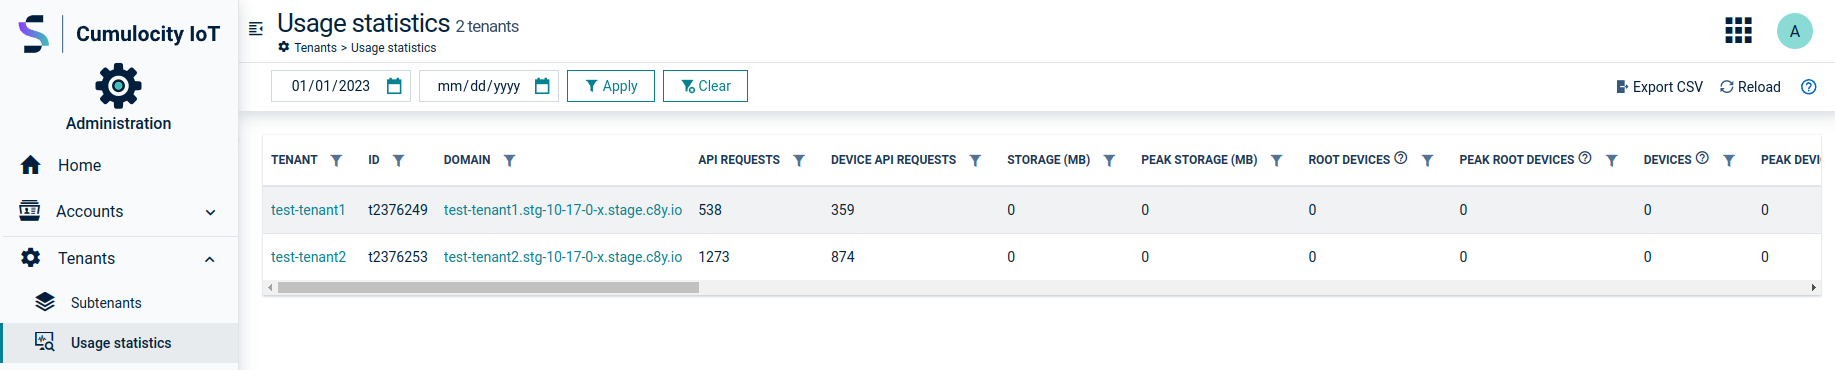 Cumulocity IoT
Administration
Home
Accounts
Tenants
Subtenants
Usage statistics
Usage statistics 2 tenants
Tenants > Usage statistics
A
01/01/2023 mm/dd/yyyy Apply Clear
Export CSV Reload ?
TENANT ID DOMAIN API REQUESTS DEVICE API REQUESTS STORAGE (MB) PEAK STORAGE (MB) ROOT DEVICES ? PEAK ROOT DEVICES ? DEVICES ? PEAK DEVI
test-tenant1 t2376249 test-tenant1.stg-10-17-0-x.stage.c8y.io 538 359 0 0 0 0 0 0
test-tenant2 t2376253 test-tenant2.stg-10-17-0-x.stage.c8y.io 1273 874 0 0 0 0 0 0